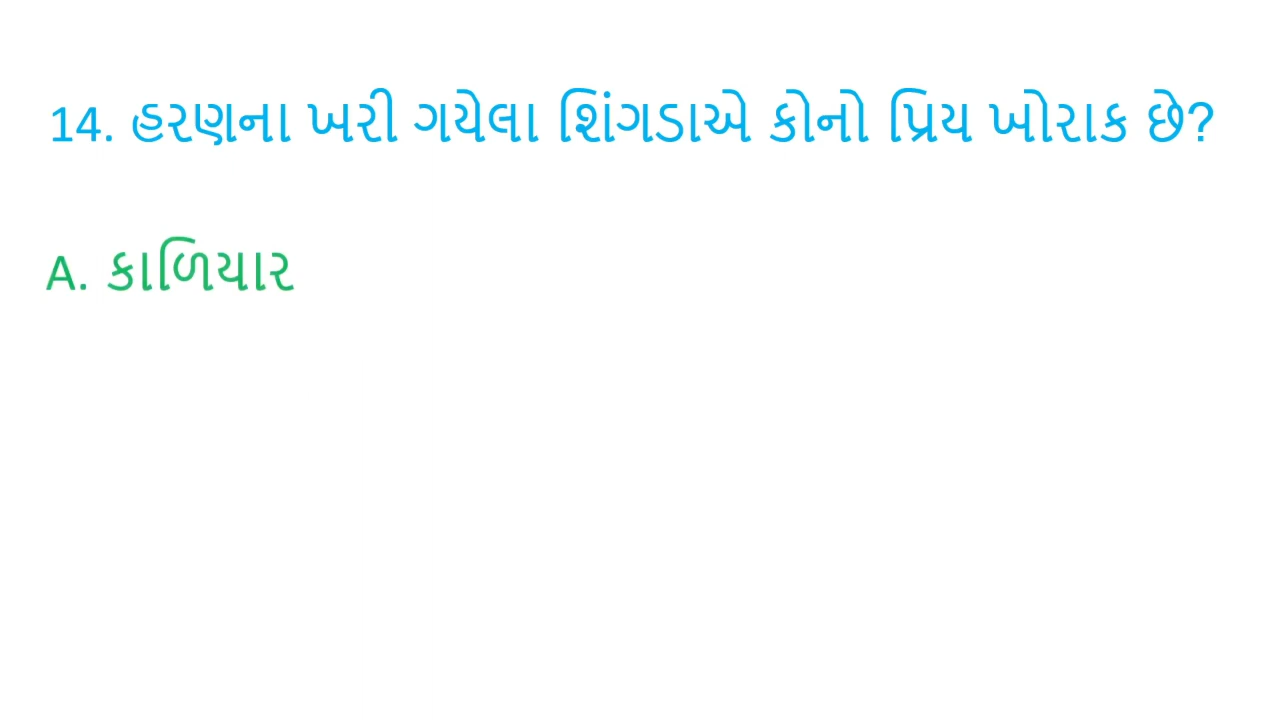 14. હરણના ખરી ગયેલા શિંગડાએ કોનો પ્રિય ખોરાક છે?
A. કાળિયાર